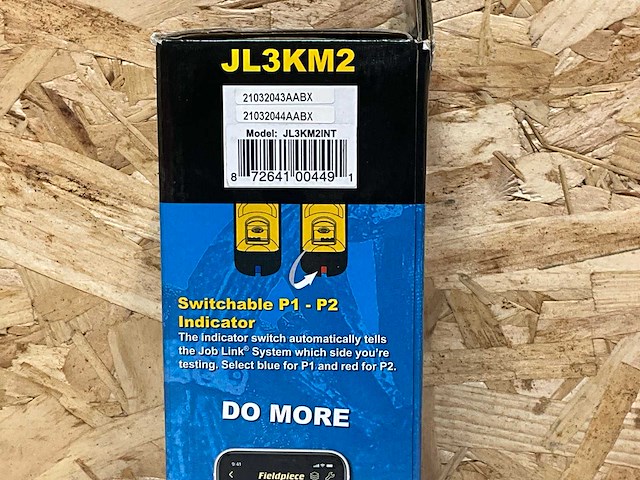 JL3KM2
21032043AABX
21032044AABX
Model: JL3KM2INT
8 72641 00449 1
Switchable P1 - P2
Indicator
The indicator switch automatically tells
the Job Link® System which side you're
testing. Select blue for P1 and red for P2.
DO MORE
9:41
Fieldpiece